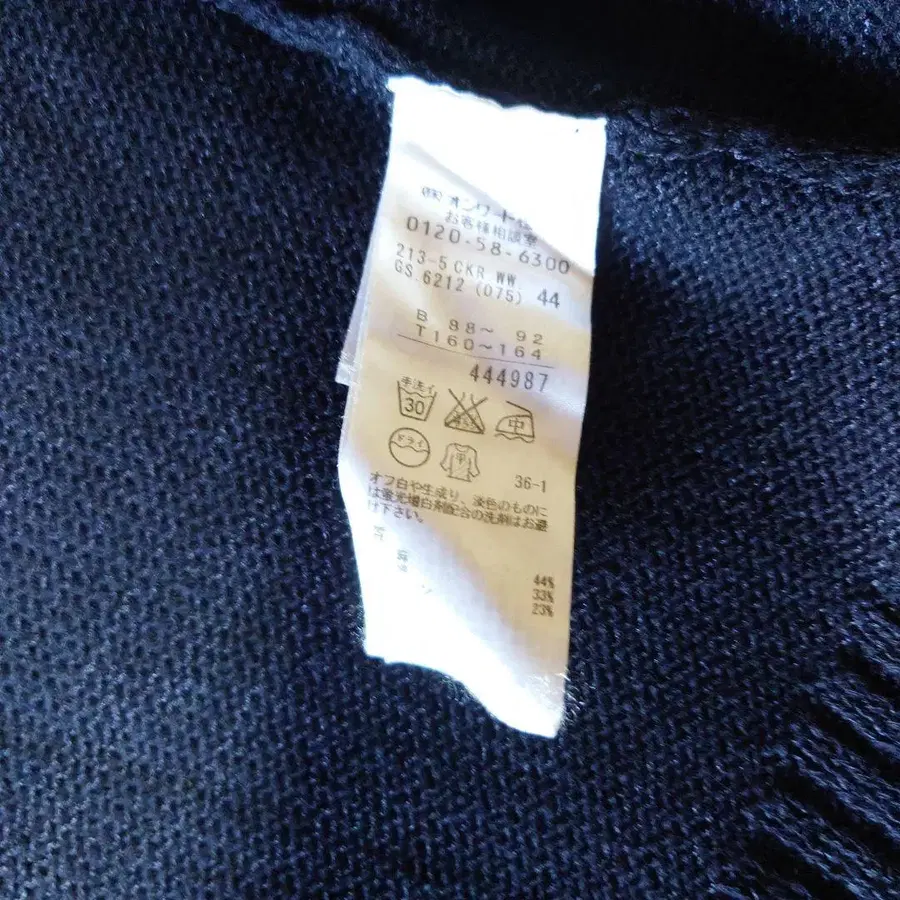 ㈱オンワード
お客様相談室
0120-58-6300
213-5 CKR WW
GS.6212 (075) 44
B 88～ 92
T160～164
444987
手洗イ
30
中
ドライ
平
36-1
オフ白や生成り、淡色のものに
は蛍光増白剤配合の洗剤はお避
け下さい。
44%
33%
23%